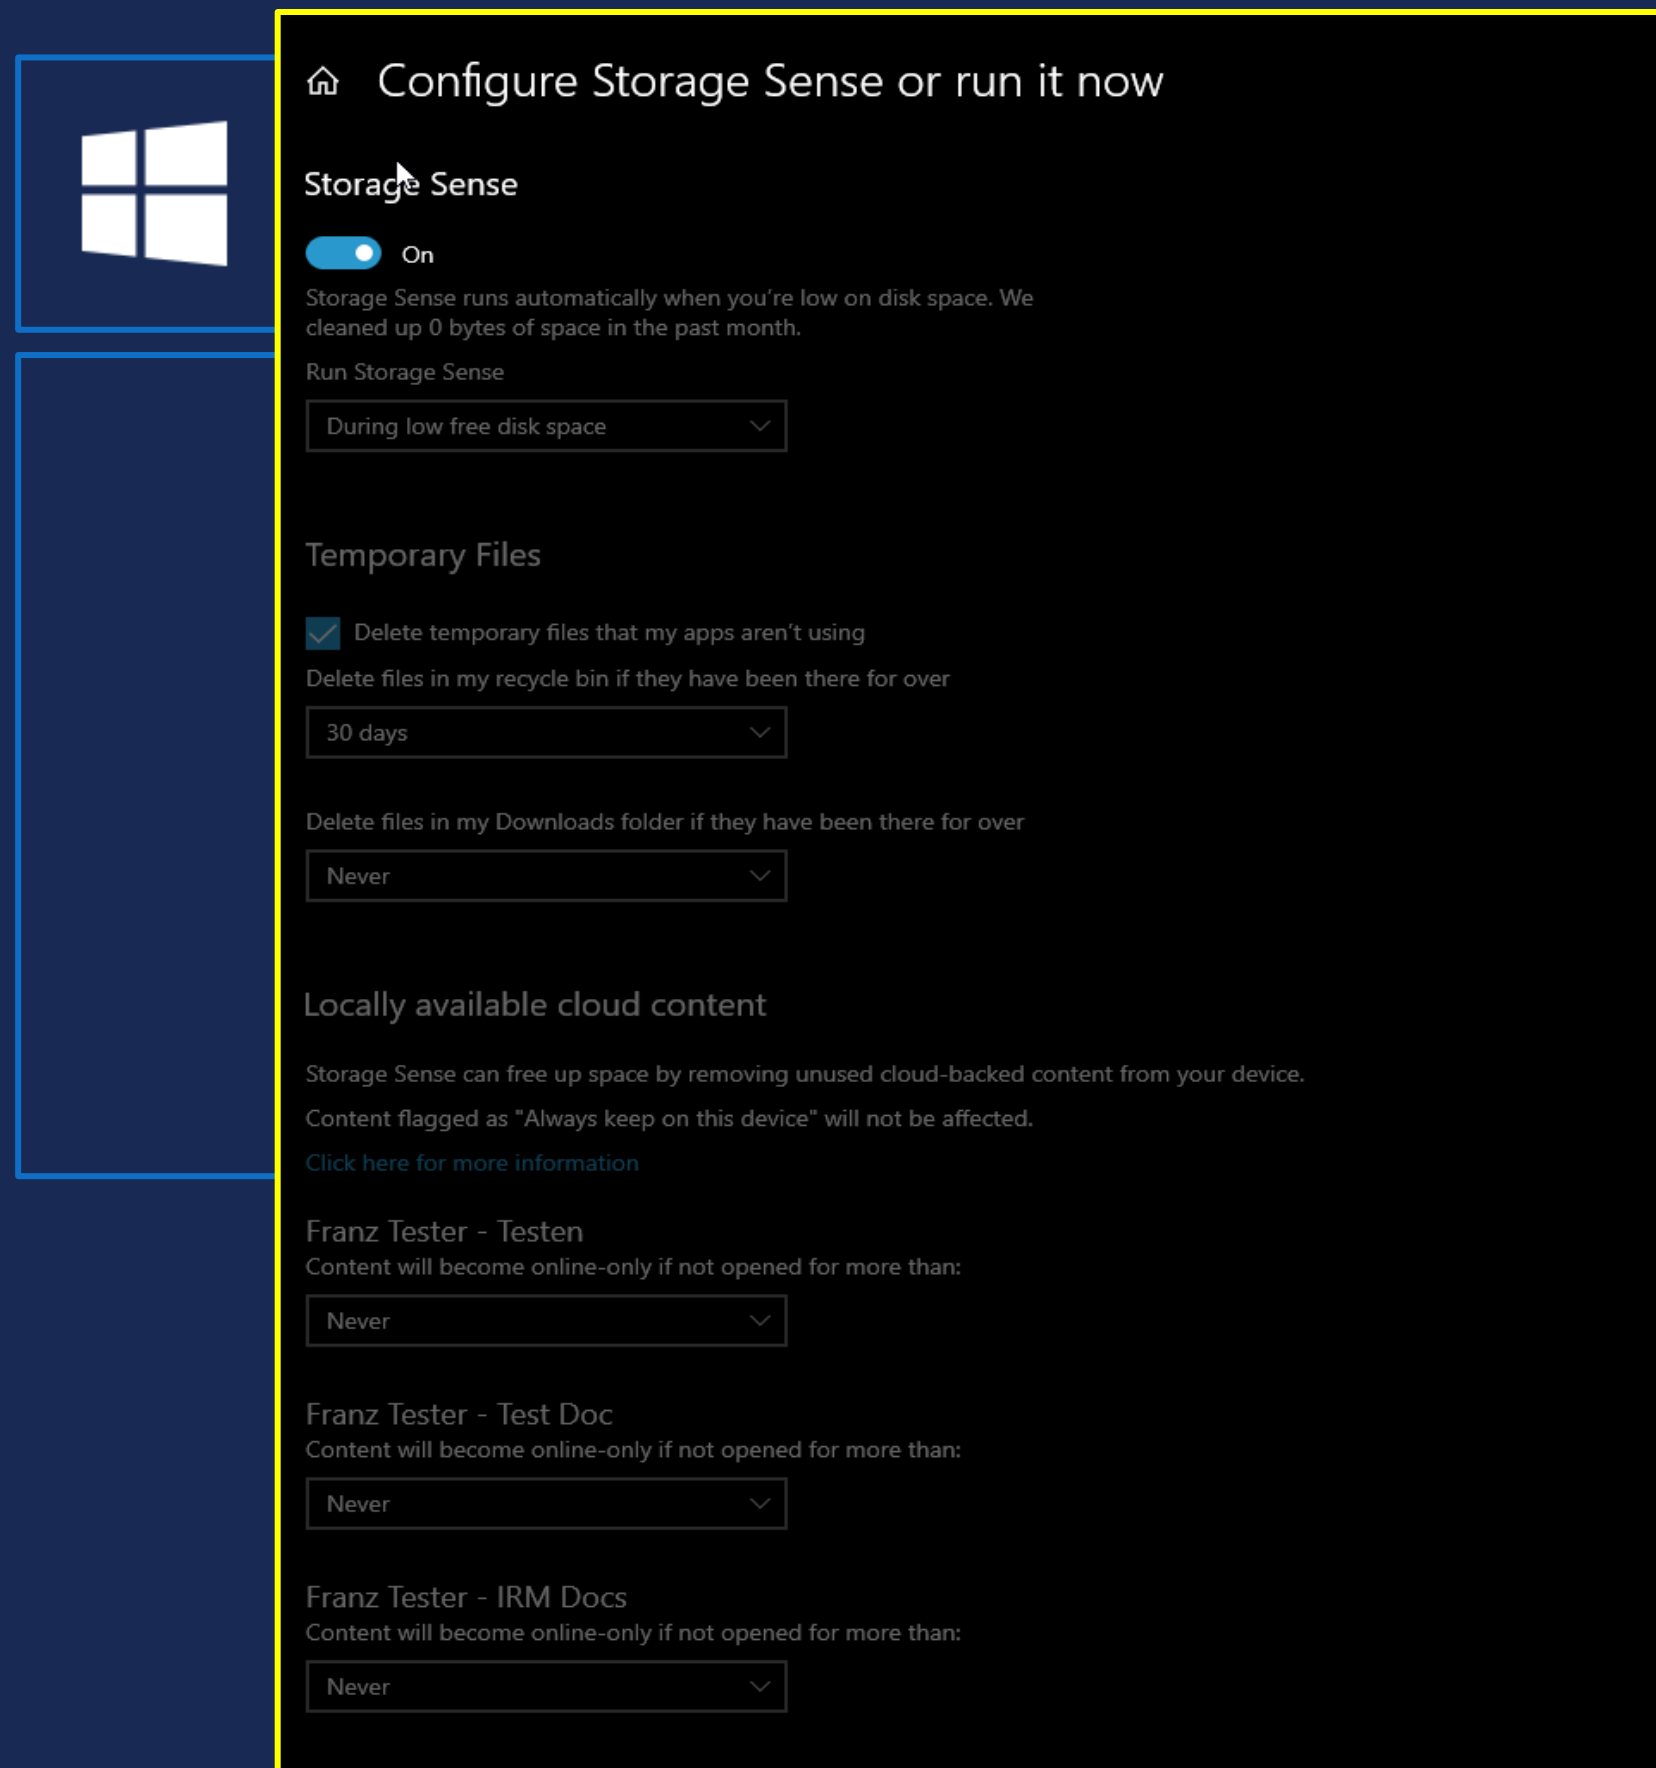 Configure Storage Sense or run it now
Storage Sense
On
Storage Sense runs automatically when you're low on disk space. We
cleaned up 0 bytes of space in the past month.
Run Storage Sense
During low free disk space
Temporary Files
Delete temporary files that my apps aren't using
Delete files in my recycle bin if they have been there for over
30 days
Delete files in my Downloads folder if they have been there for over
Never
Locally available cloud content
Storage Sense can free up space by removing unused cloud-backed content from your device.
Content flagged as "Always keep on this device" will not be affected.
Click here for more information
Franz Tester - Testen
Content will become online-only if not opened for more than:
Never
Franz Tester - Test Doc
Content will become online-only if not opened for more than:
Never
Franz Tester - IRM Docs
Content will become online-only if not opened for more than:
Never